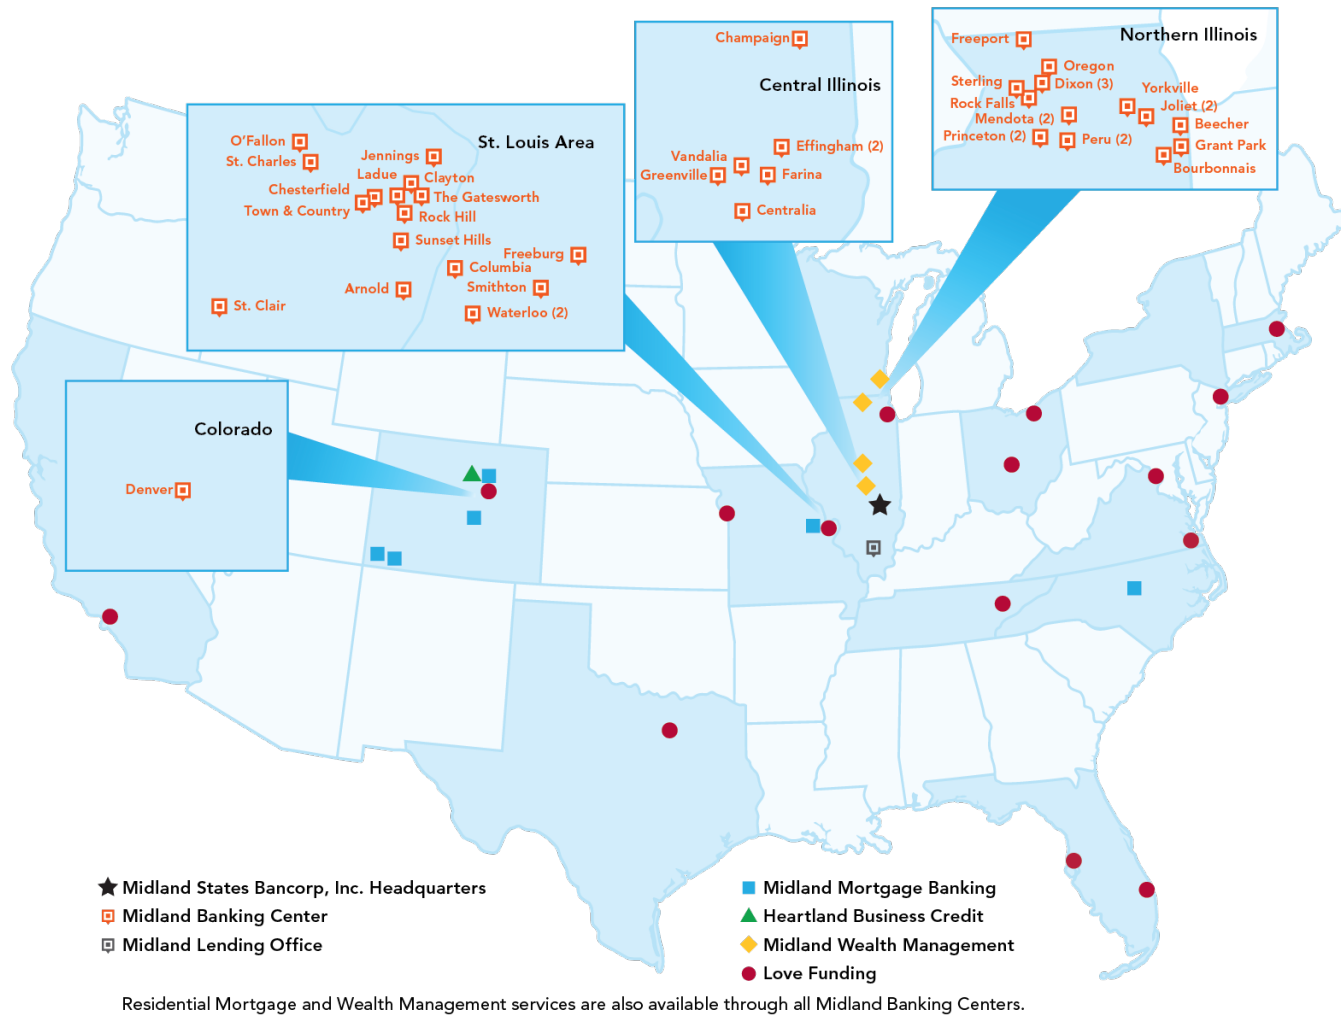 Champaign
Central Illinois
Effingham (2)
Vandalia
Greenville
Farina
Centralia
Northern Illinois
Freeport
Oregon
Sterling
Dixon (3)
Yorkville
Rock Falls
Joliet (2)
Mendota (2)
Beecher
Princeton (2)
Peru (2)
Grant Park
Bourbonnais
St. Louis Area
O'Fallon
St. Charles
Jennings
Ladue
Clayton
Chesterfield
The Gatesworth
Town & Country
Rock Hill
Sunset Hills
Freeburg
Columbia
Arnold
Smithton
St. Clair
Waterloo (2)
Colorado
Denver
Midland States Bancorp, Inc. Headquarters
Midland Banking Center
Midland Lending Office
Midland Mortgage Banking
Heartland Business Credit
Midland Wealth Management
Love Funding
Residential Mortgage and Wealth Management services are also available through all Midland Banking Centers.